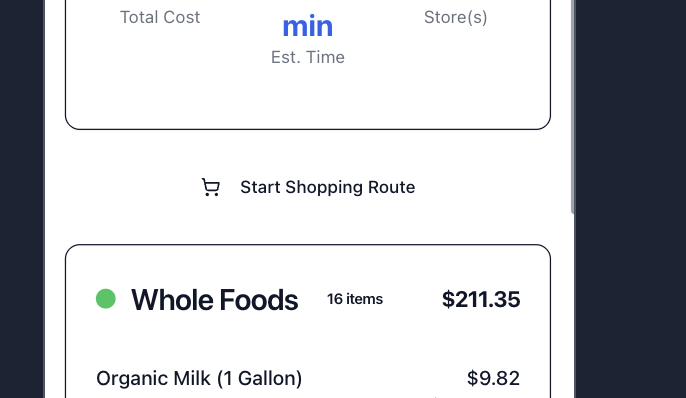 Total Cost
min
Store(s)
Est. Time
Start Shopping Route
Whole Foods 16 items $211.35
Organic Milk (1 Gallon) $9.82